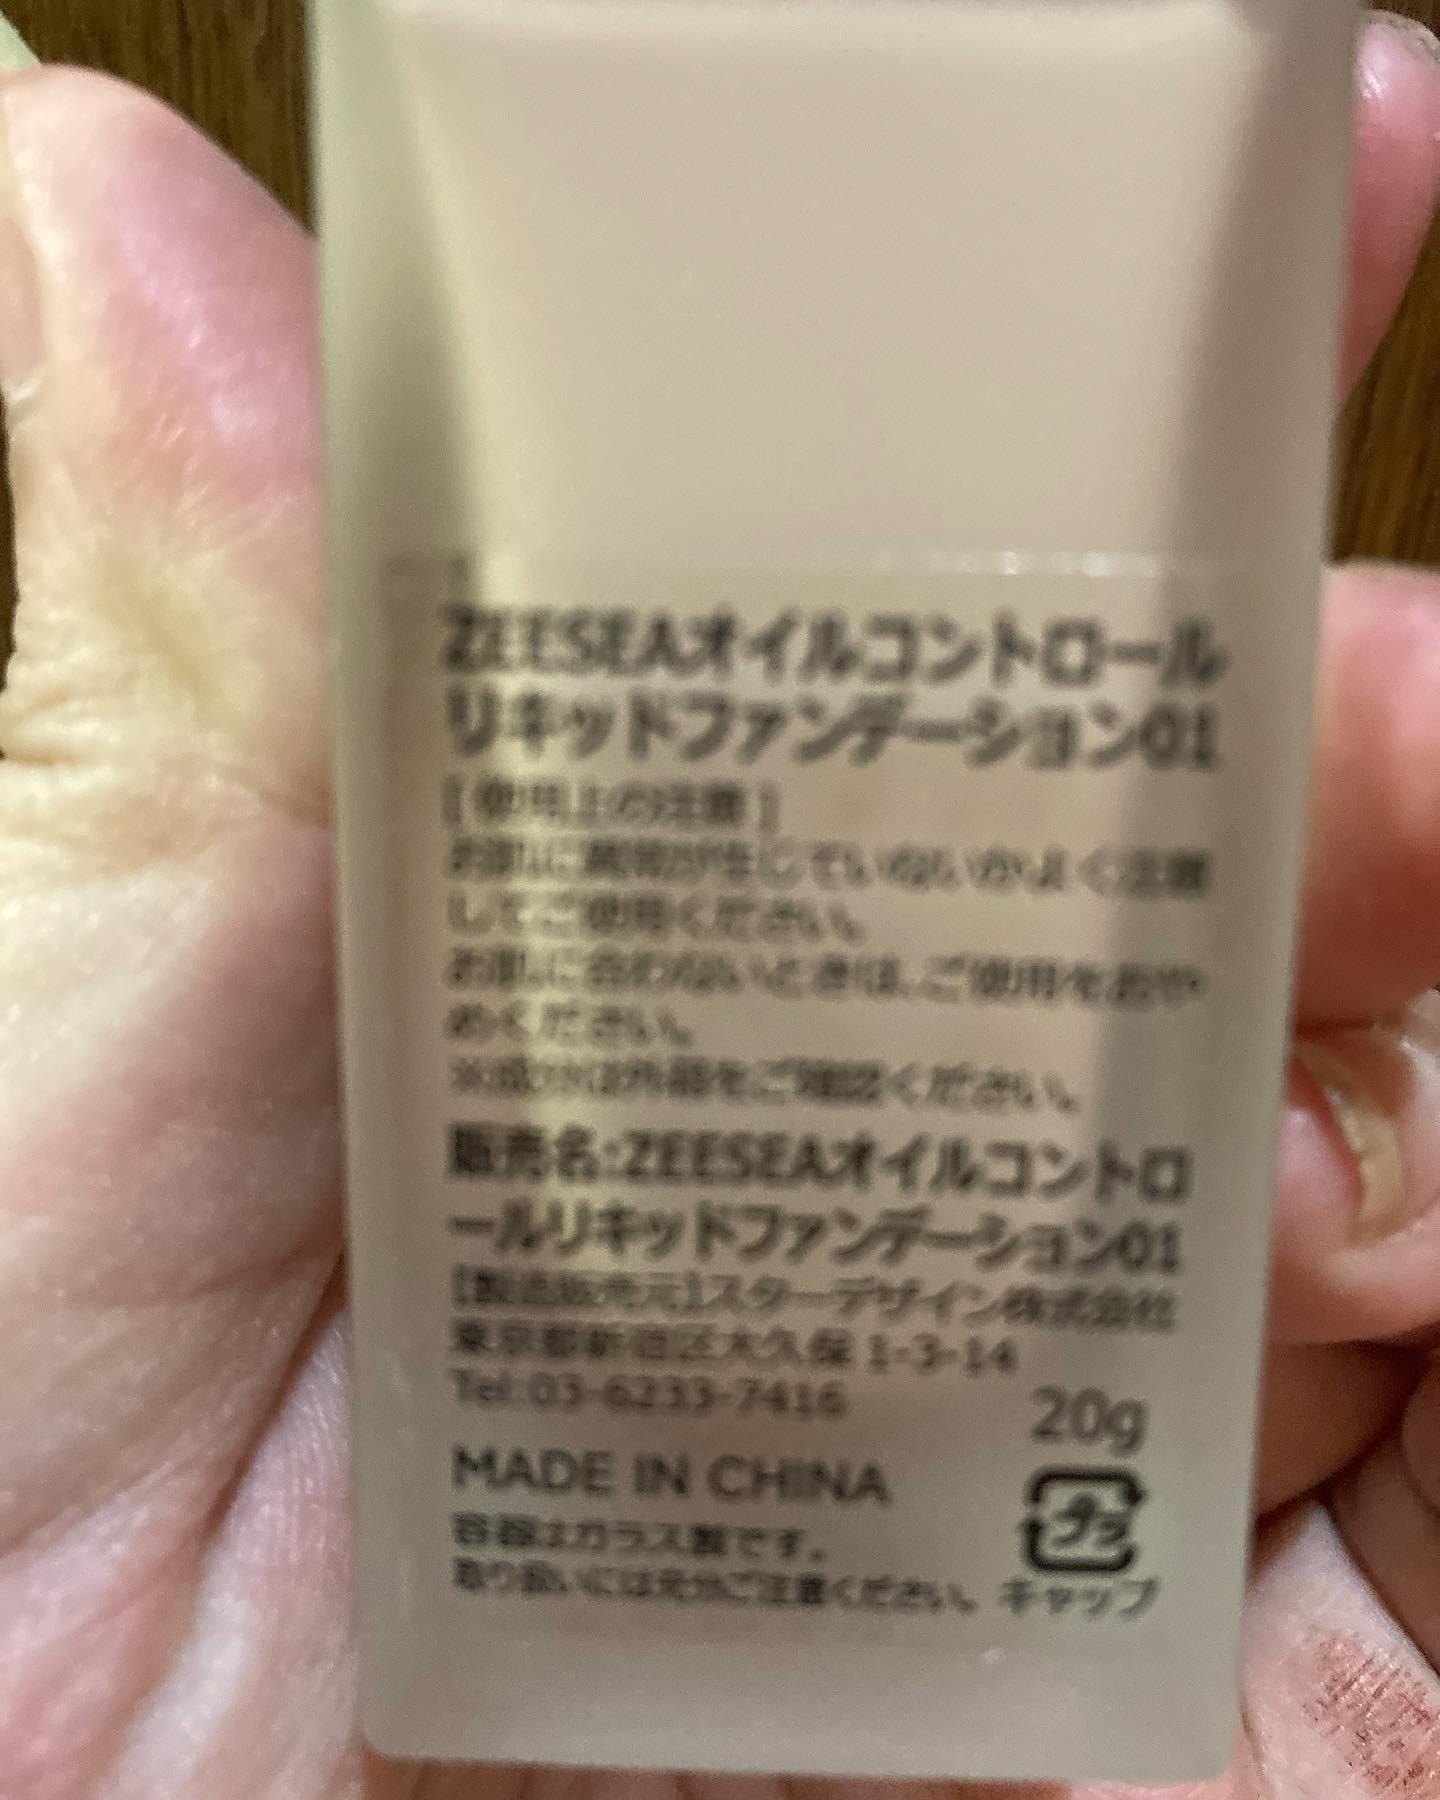 ZEESEAオイルコントロール
リキッドファンデーション01
[ 使用上の注意 ]
お肌に異常が生じていないかよく注意
してご使用ください。
お肌に合わないときは、ご使用をおや
めください。
※成分は外箱をご確認ください。
販売名:ZEESEAオイルコントロ
ールリキッドファンデーション01
[製造販売元]スターデザイン株式会社
東京都新宿区大久保 1-3-14
Tel:03-6233-7416
20g
MADE IN CHINA
容器はガラス製です。
取り扱いには充分ご注意ください。
プラ
キャップ